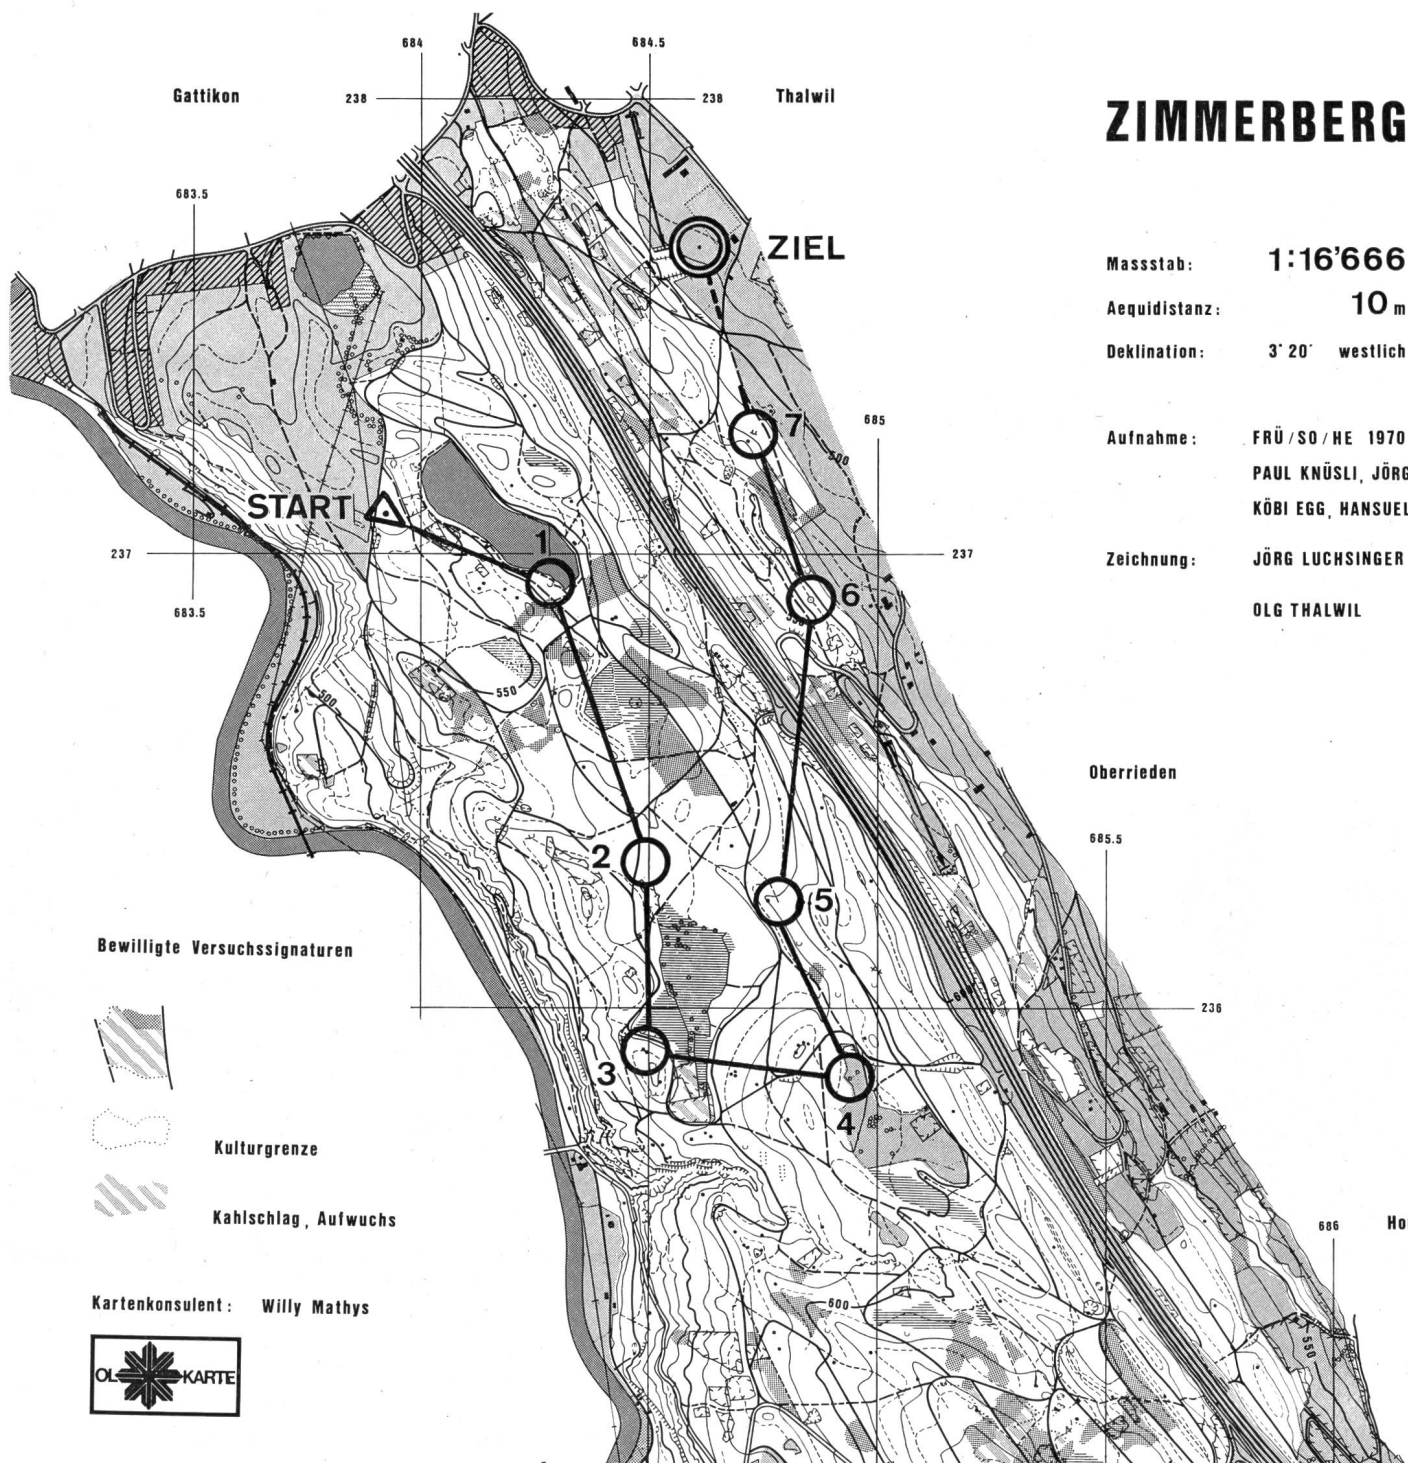 684
684.5
Gattikon
238
238
Thalwil
ZIMMERBERG
683.5
ZIEL
Massstab: 1:16'666
Aequidistanz: 10 m
Deklination: 3° 20' westlich
7
685
Aufnahme: FRÜ/SO/HE 1970
500
PAUL KNÜSLI, JÖRG
START
KÖBI EGG, HANSUEL
1
237
237
Zeichnung: JÖRG LUCHSINGER
6
683.5
OLG THALWIL
550
500
Oberrieden
685.5
2
5
Bewilligte Versuchssignaturen
236
3
4
Kulturgrenze
Kahlschlag, Aufwuchs
686
Ho
Kartenkonsulent: Willy Mathys
600
550
OL KARTE